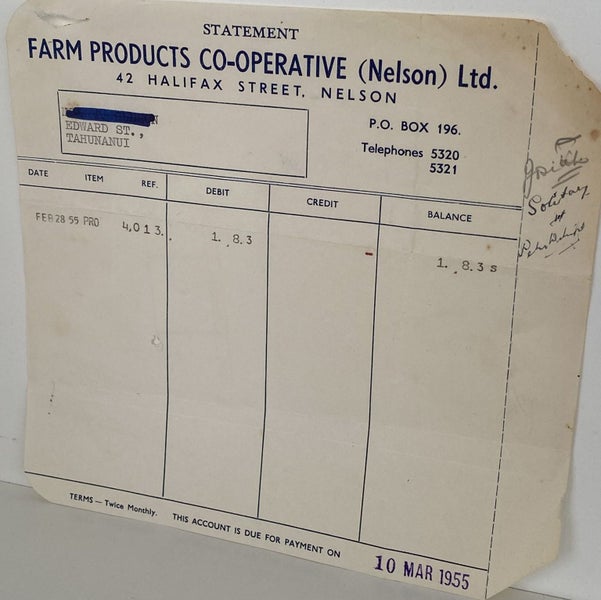 STATEMENT
FARM PRODUCTS CO-OPERATIVE (Nelson) Ltd.
42 HALIFAX STREET, NELSON
P.O. BOX 196.
EDWARD ST.,
TAHUNANUI
Telephones 5320
5321
DATE ITEM REF. DEBIT CREDIT BALANCE
FEB 28 55 PRO 4,013. 1. ,8.3
1. ,8.3 s
Solitary
TERMS — Twice Monthly. THIS ACCOUNT IS DUE FOR PAYMENT ON 10 MAR 1955